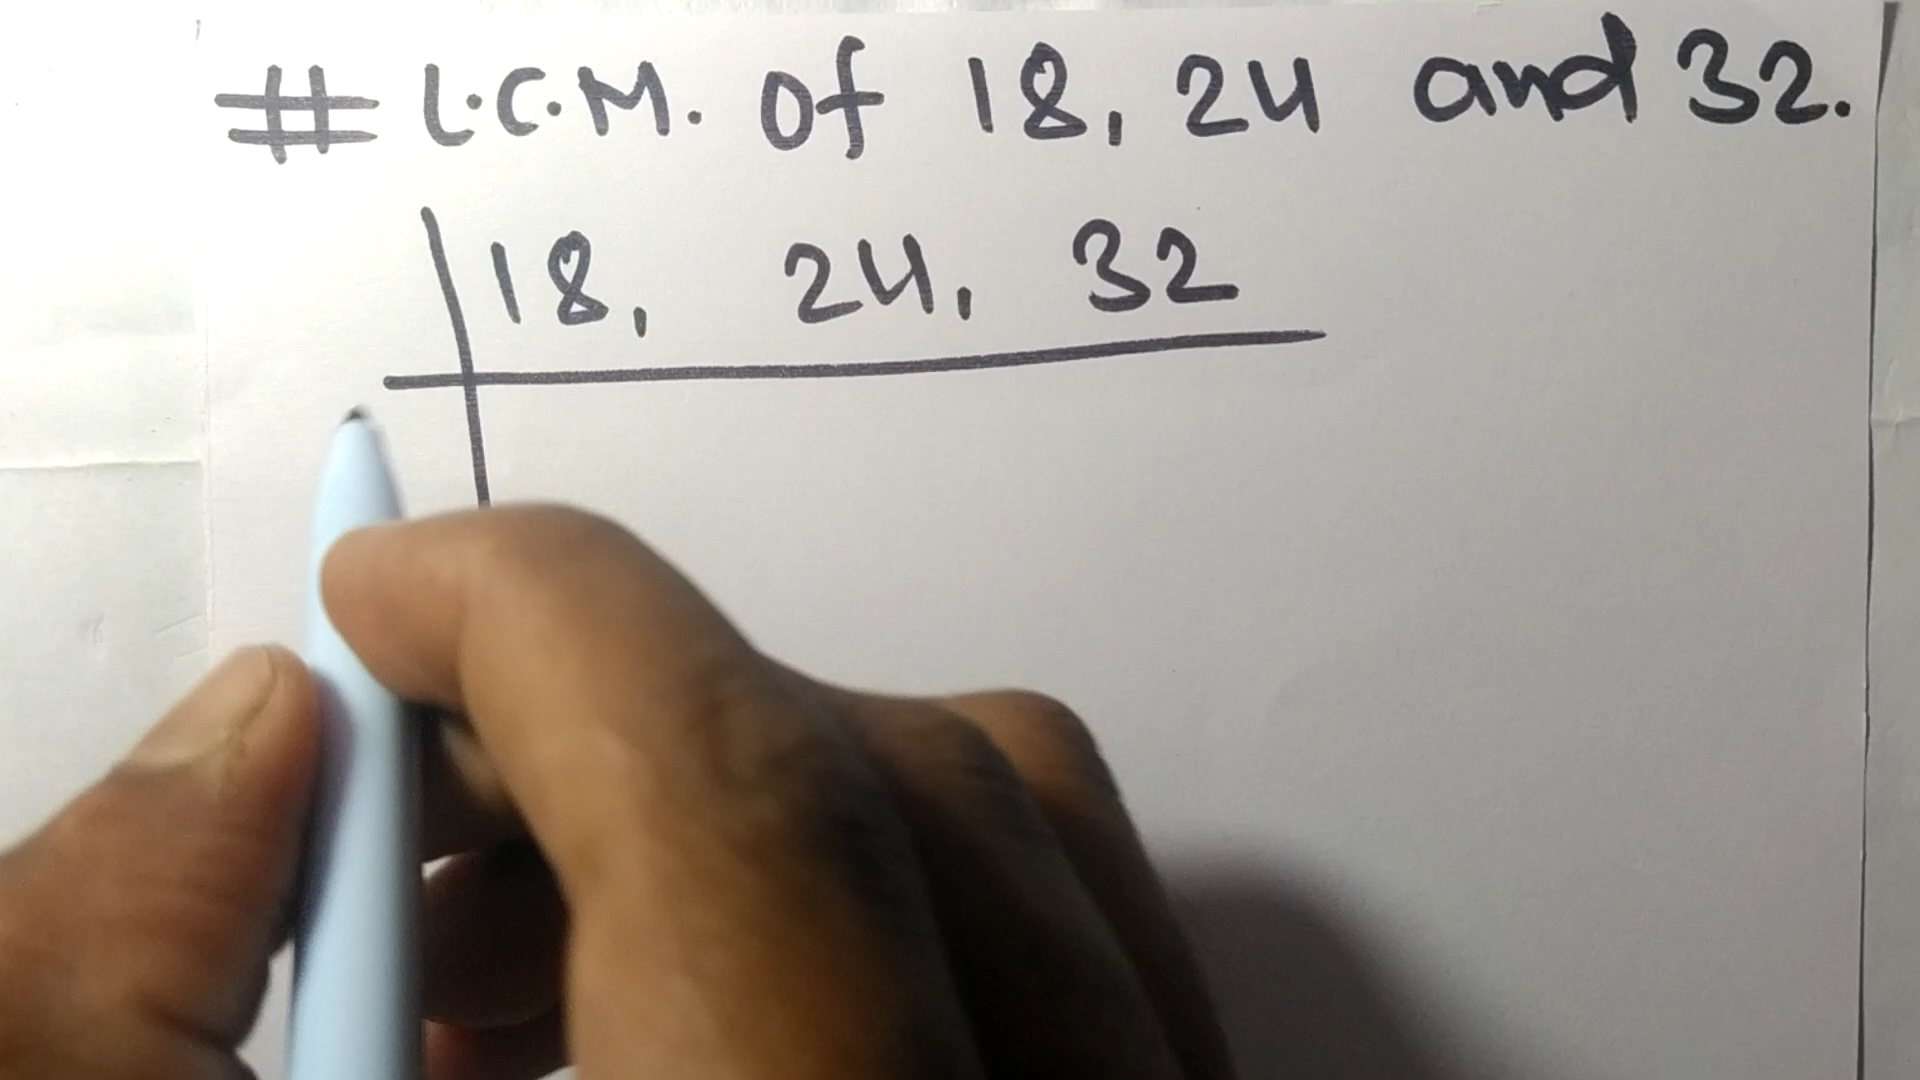 # L.C.M. Of 18, 24 and 32.
18, 24, 32